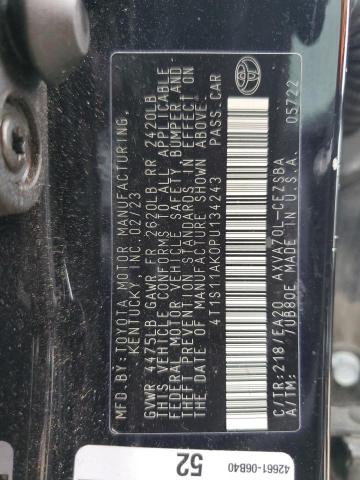 MFD.BY:TOYOTA MOTOR MANUFACTURING,
KENTUCKY,INC.02/23
GVWR 4475LB GAWR FR 2620LB RR 2420LB
THIS VEHICLE CONFORMS TO ALL APPLICABLE
FEDERAL MOTOR VEHICLE SAFETY BUMPER AND
THEFT PREVENTION STANDARDS IN EFFECT ON
THE DATE OF MANUFACTURE SHOWN ABOVE.
4T1S11AK0PU134243 PASS.CAR
C/TR:218/EA20 AXVA70L-CEZSBA
A/TM: /UB80E MADE IN U.S.A. 05722
52
42661-06B40